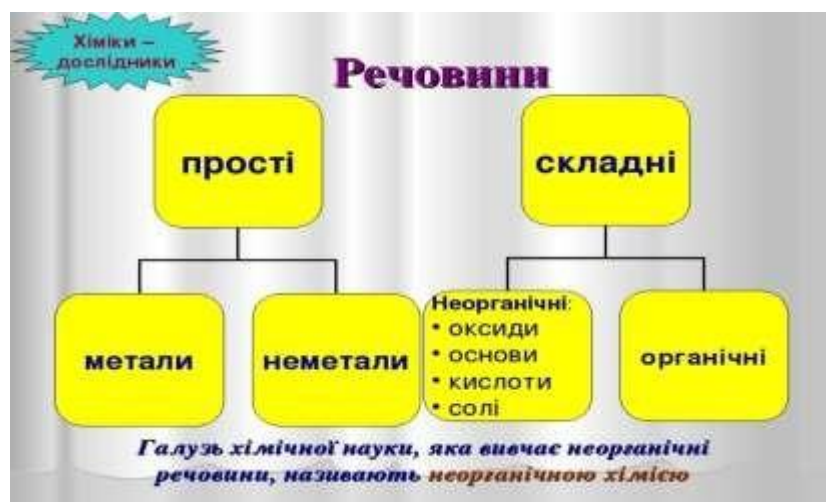 Хіміки –
дослідники
Речовини
прості
складні
метали
неметали
Неорганічні:
• оксиди
• основи
• кислоти
• солі
органічні
Галузь хімічної науки, яка вивчає неорганічні
речовини, називають неорганічною хімією